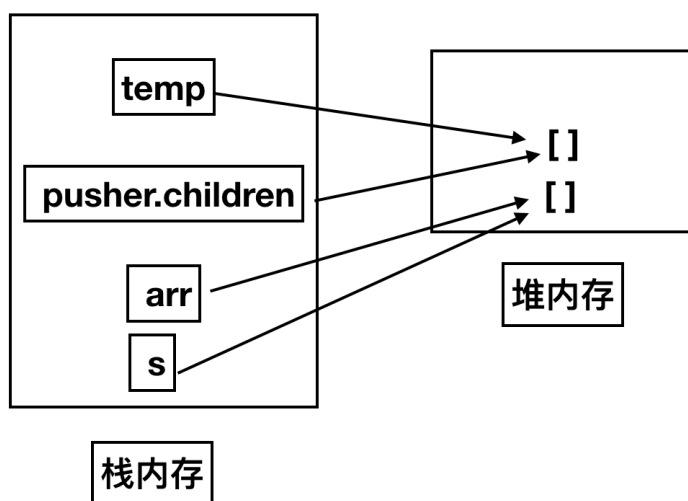 temp
[ ]
pusher.children
[ ]
arr
堆内存
s
栈内存